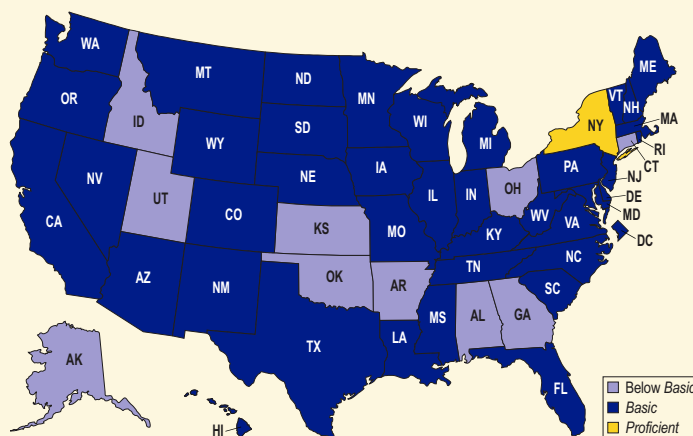 WA
MT
ND
MN
ME
VT
NH
OR
ID
SD
WI
MI
NY
MA
RI
CT
WY
IA
NE
PA
NJ
NV
UT
CO
IL
IN
OH
DE
MD
CA
KS
MO
WV
VA
DC
KY
NC
AZ
NM
OK
AR
TN
SC
MS
AL
GA
TX
LA
AK
FL
HI
Below Basic
Basic
Proficient